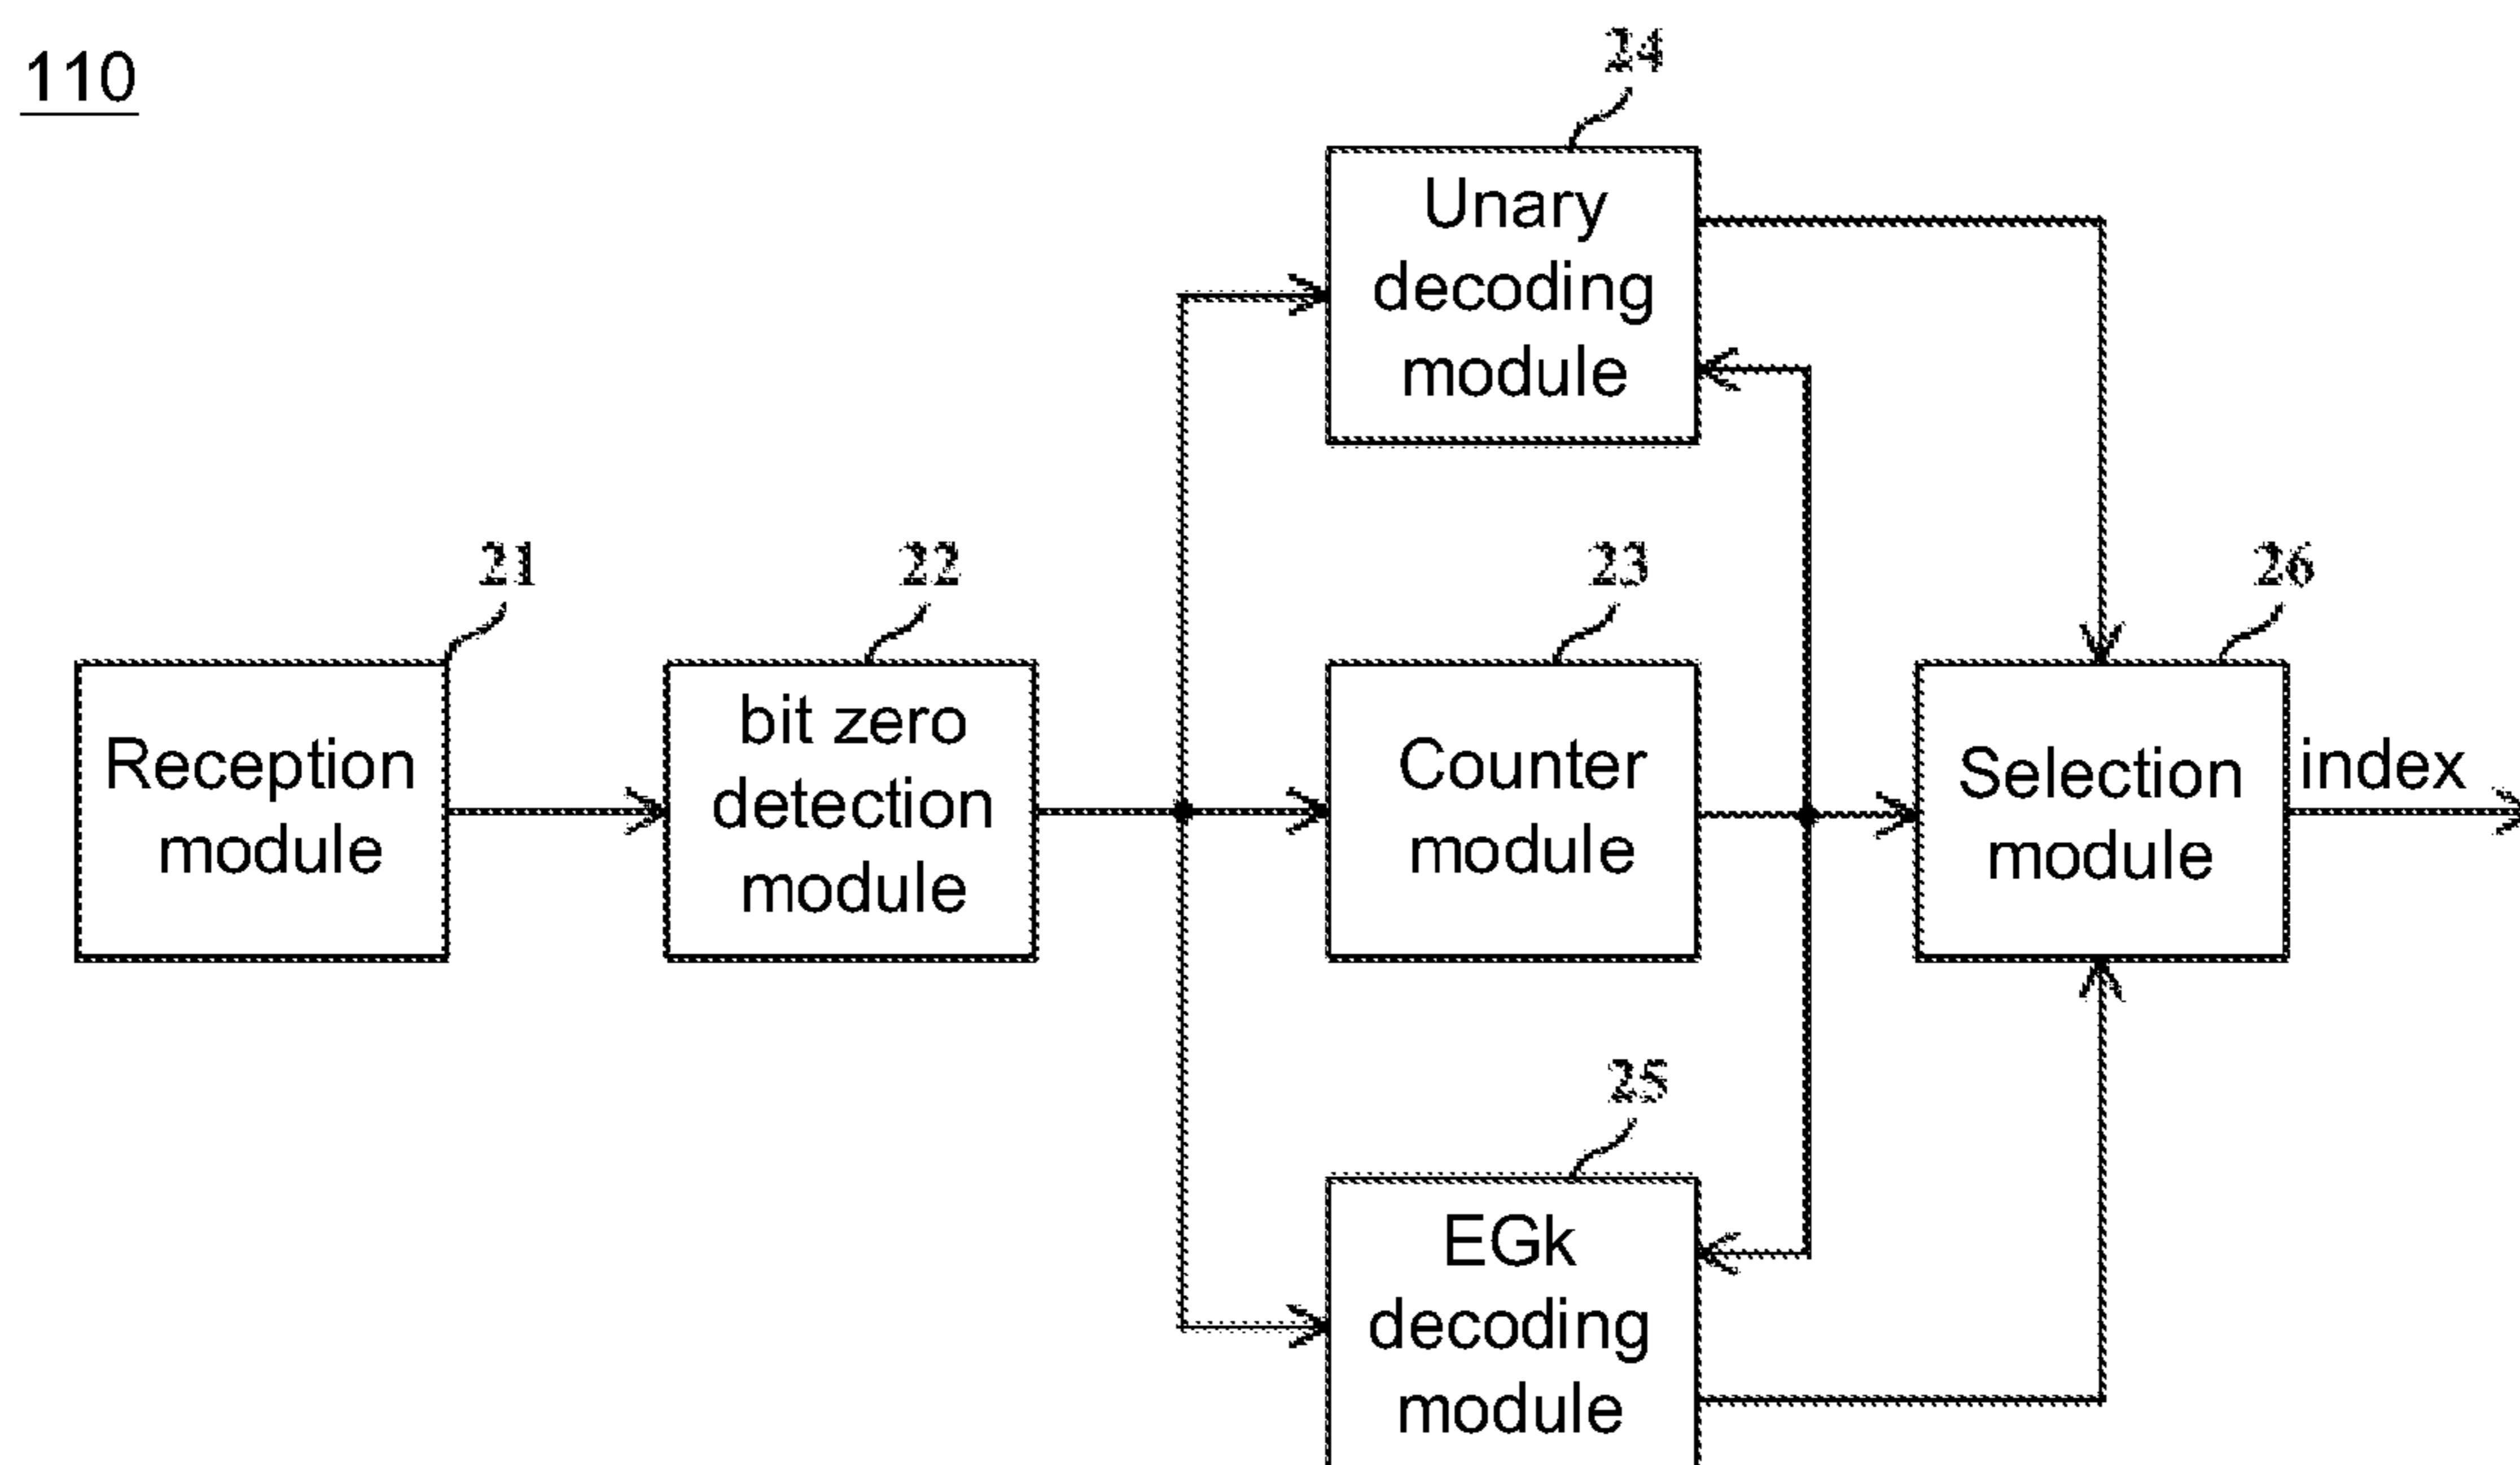 110
24
Unary
decoding
module
21
22
23
26
Reception
module
bit zero
detection
module
Counter
module
Selection
module
index
25
EGk
decoding
module